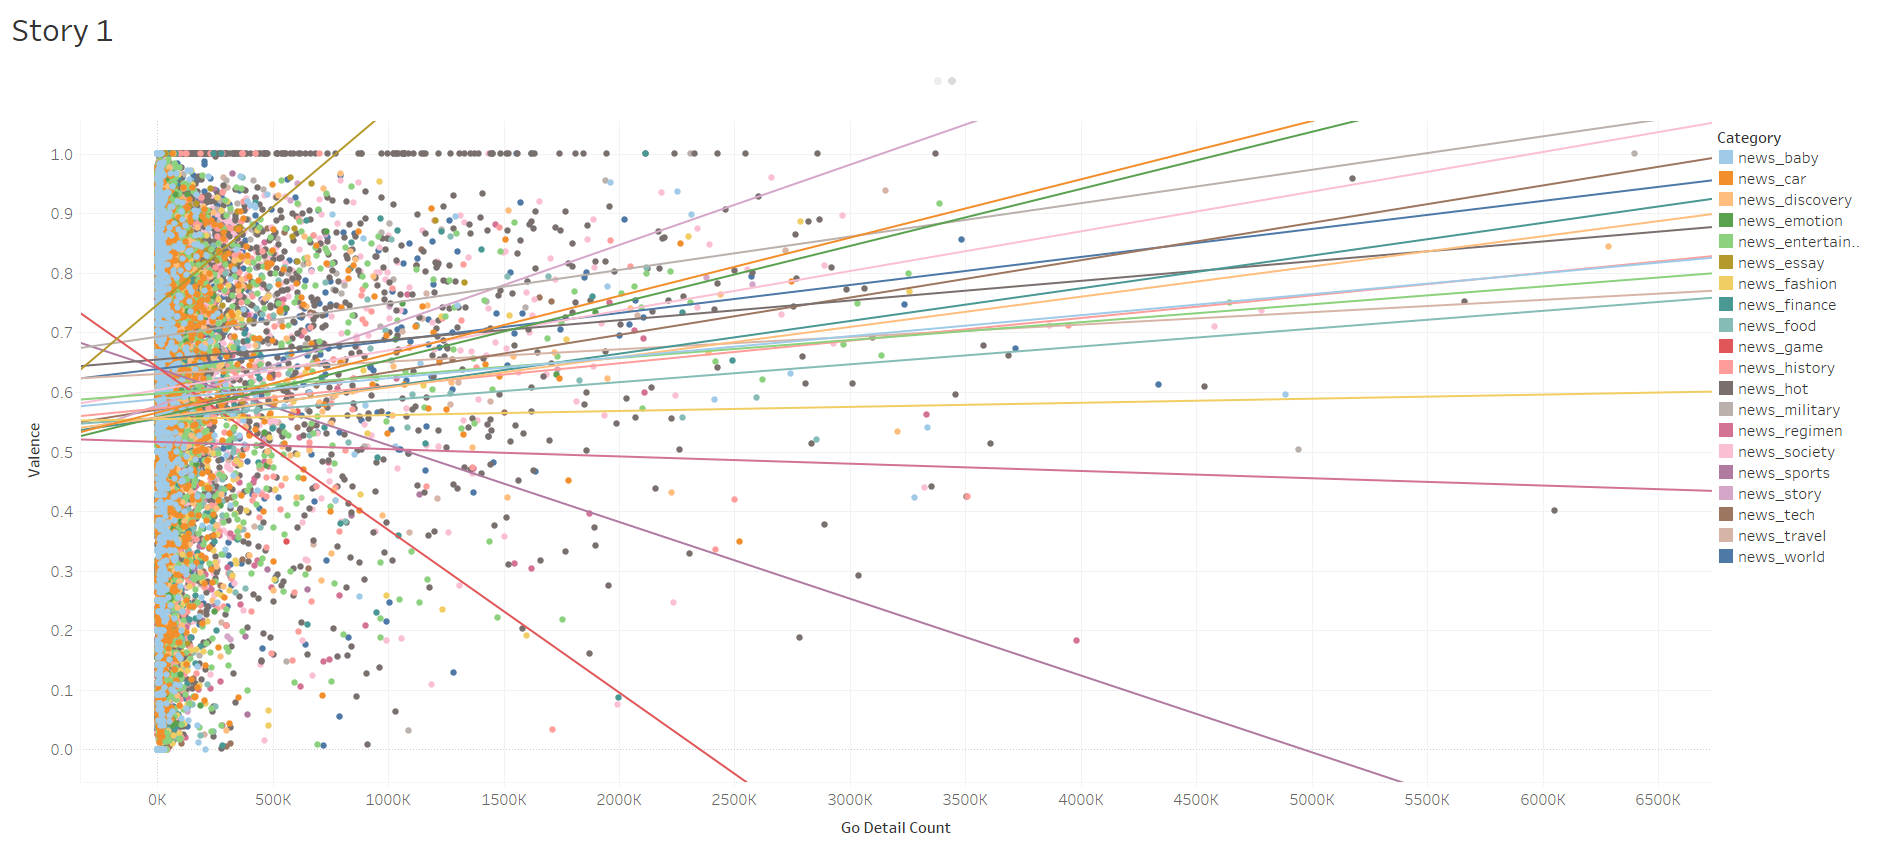 Story 1
Category
news_baby
news_car
news_discovery
news_emotion
news_entertain..
news_essay
news_fashion
news_finance
news_food
news_game
news_history
news_hot
news_military
news_regimen
news_society
news_sports
news_story
news_tech
news_travel
news_world
Valence
1.0
0.9
0.8
0.7
0.6
0.5
0.4
0.3
0.2
0.1
0.0
0K 500K 1000K 1500K 2000K 2500K 3000K 3500K 4000K 4500K 5000K 5500K 6000K 6500K
Go Detail Count